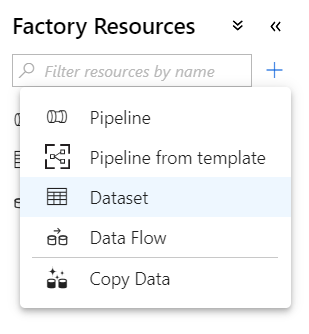 Factory Resources
Filter resources by name
Pipeline
Pipeline from template
Dataset
Data Flow
Copy Data